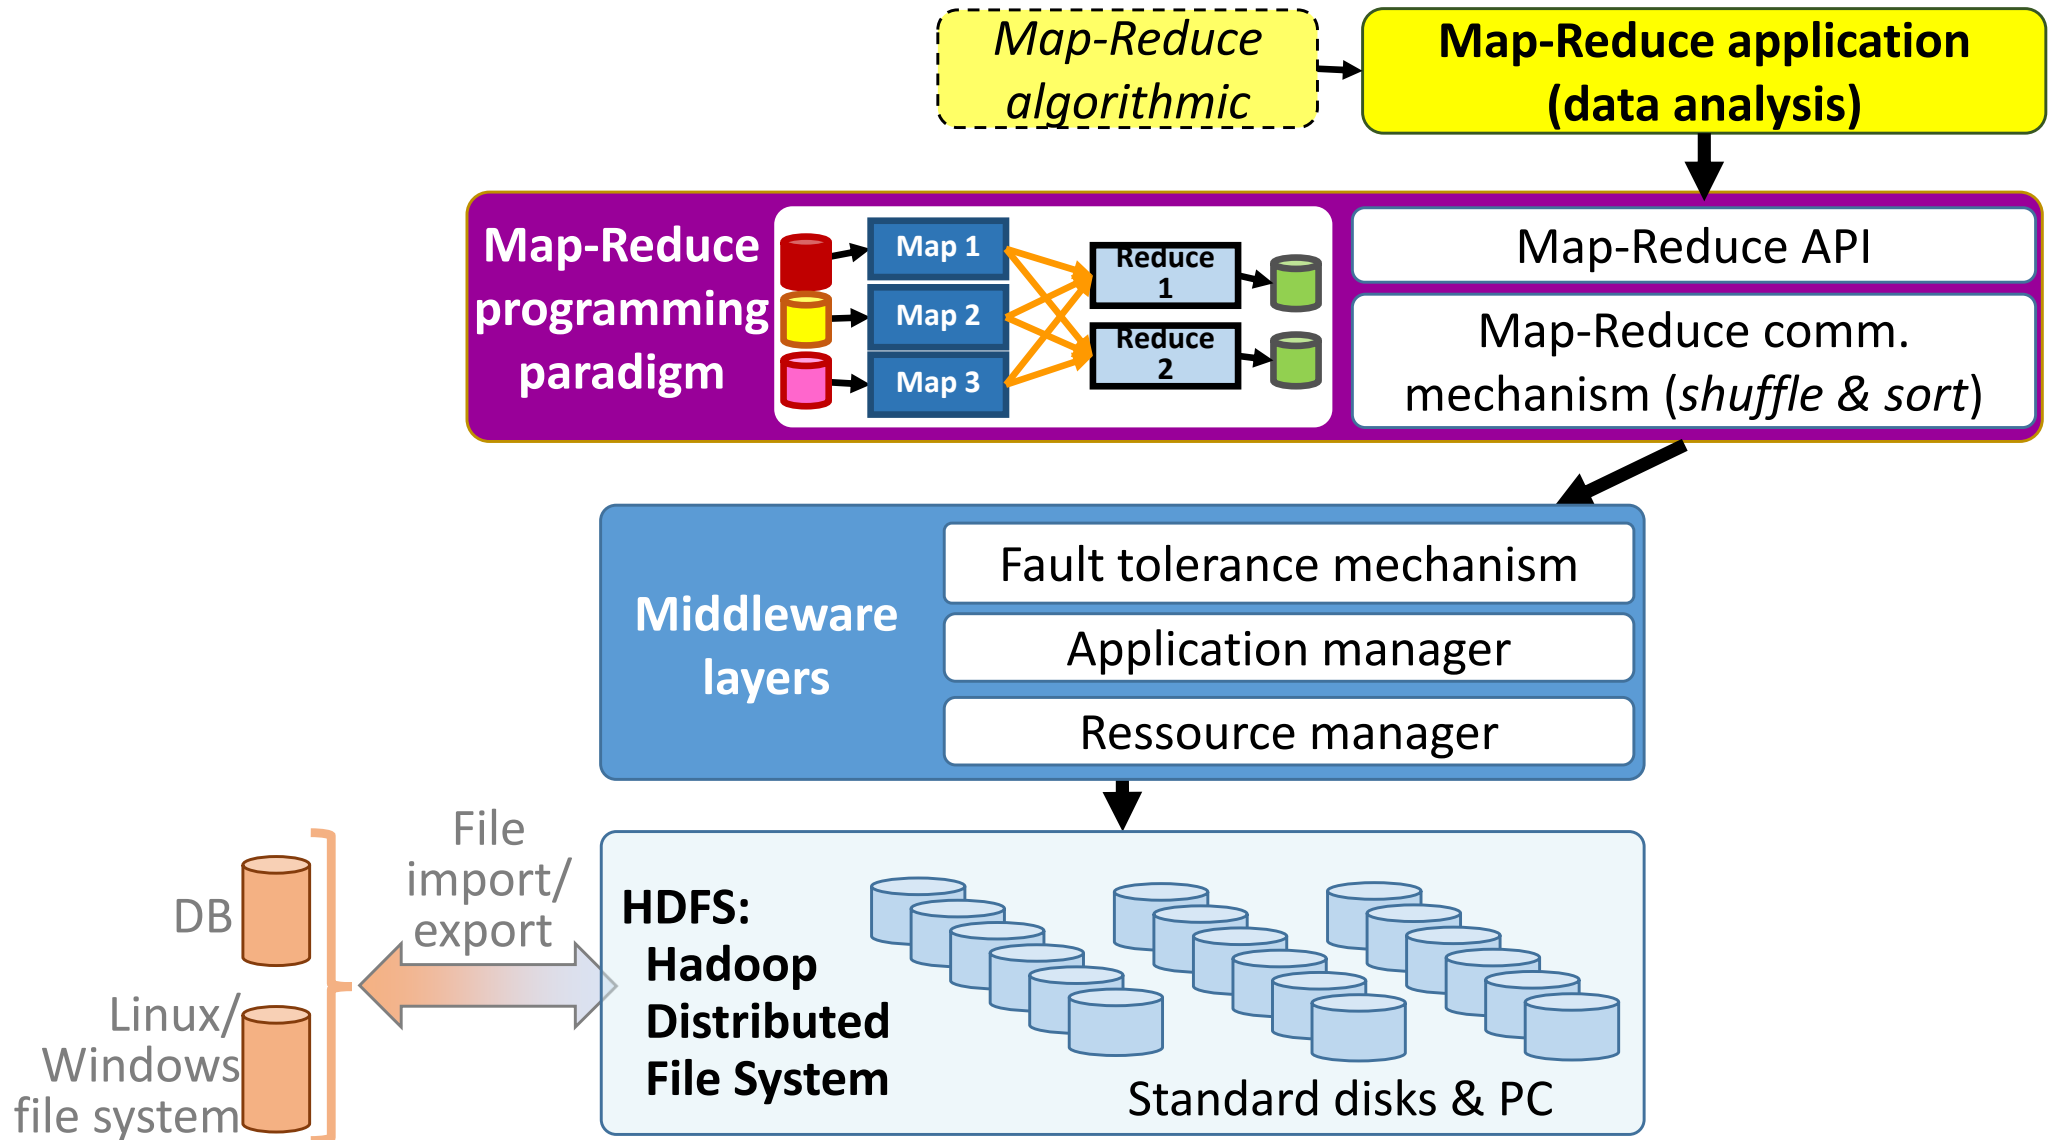 Map-Reduce
algorithmic
Map-Reduce application
(data analysis)
Map-Reduce
programming
paradigm
Map 1
Map 2
Map 3
Reduce
1
Reduce
2
Map-Reduce API
Map-Reduce comm.
mechanism (shuffle & sort)
Middleware
layers
Fault tolerance mechanism
Application manager
Ressource manager
File
import/
export
DB
Linux/
Windows
file system
HDFS:
Hadoop
Distributed
File System
Standard disks & PC